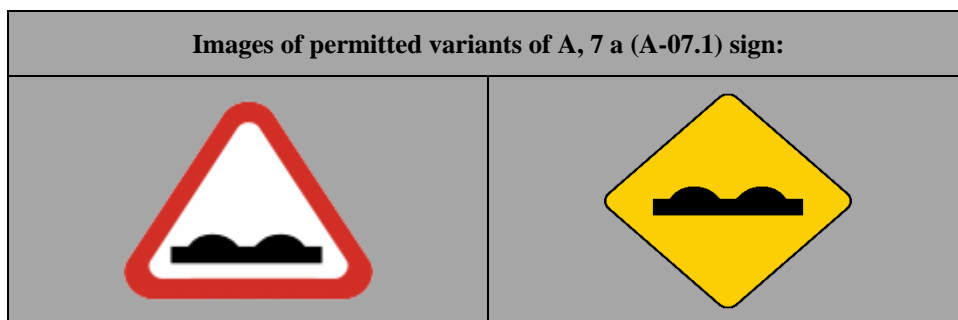 Images of permitted variants of A, 7 a (A-07.1) sign: